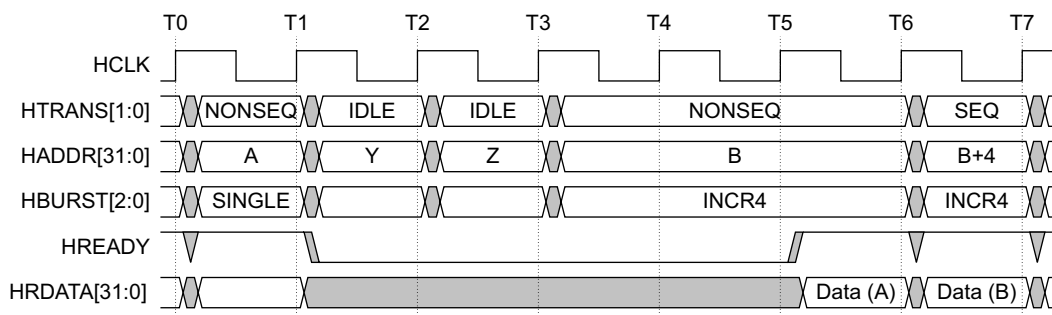 T0 T1 T2 T3 T4 T5 T6 T7
HCLK
HTRANS[1:0] NONSEQ IDLE IDLE NONSEQ SEQ
HADDR[31:0] A Y Z B B+4
HBURST[2:0] SINGLE INCR4 INCR4
HREADY
HRDATA[31:0] Data (A) Data (B)